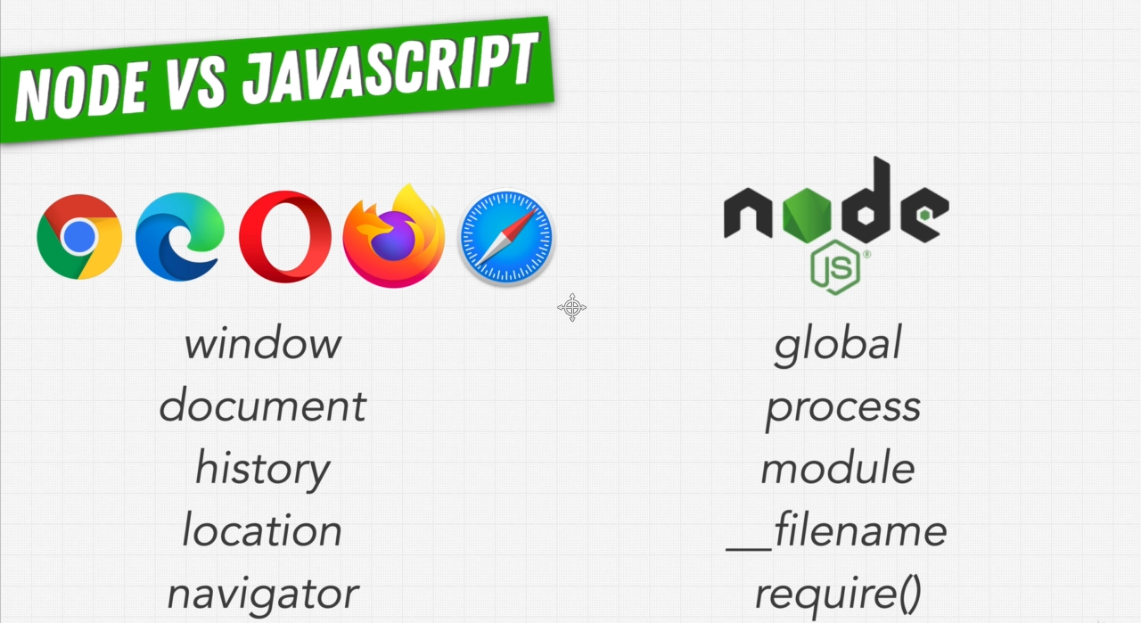 NODE VS JAVASCRIPT
node
JS®
window
document
history
location
navigator
global
process
module
__filename
require()